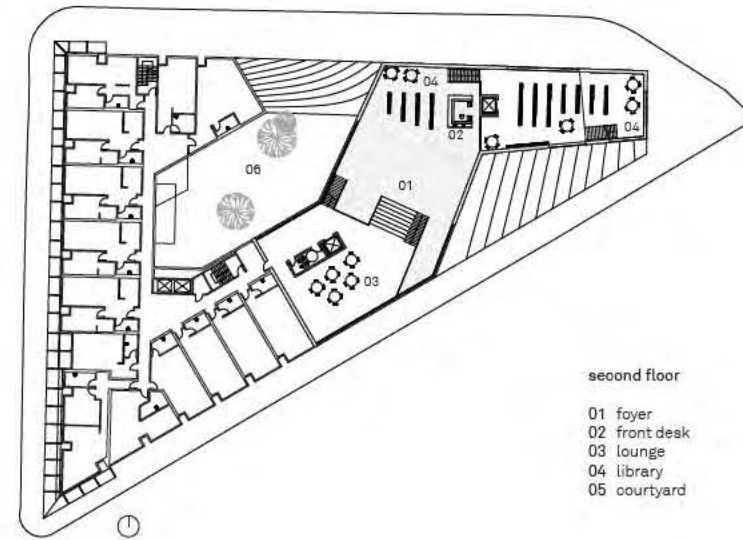 04
02
04
06
01
03
second floor
01 foyer
02 front desk
03 lounge
04 library
05 courtyard